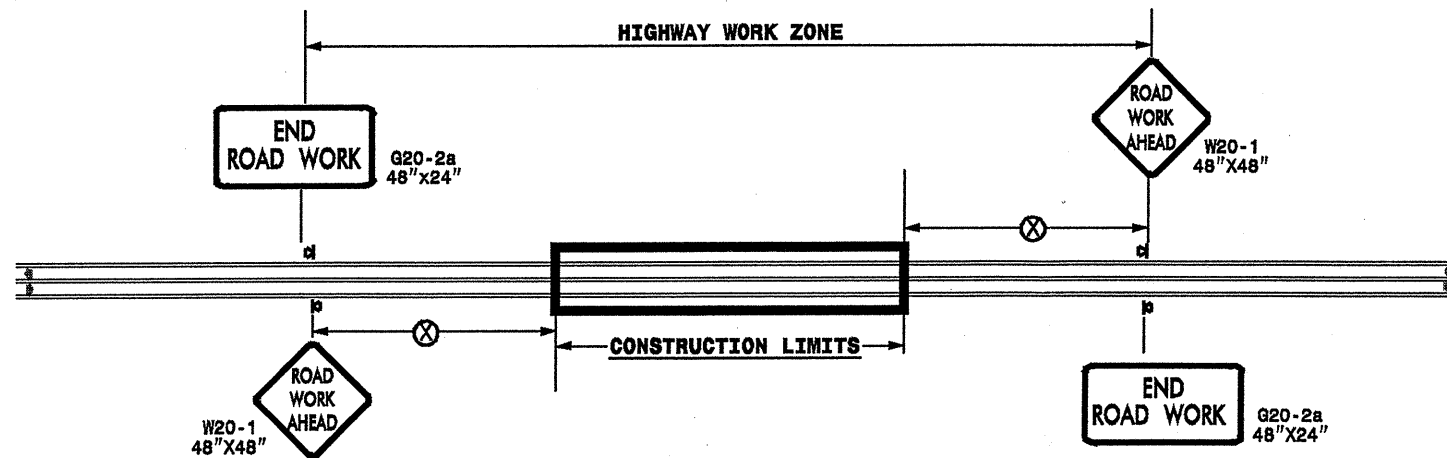 HIGHWAY WORK ZONE
END
ROAD WORK
G20-2a
48"x24"
ROAD
WORK
AHEAD
W20-1
48"X48"
X
X
CONSTRUCTION LIMITS
ROAD
WORK
AHEAD
W20-1
48"X48"
END
ROAD WORK
G20-2a
48"X24"